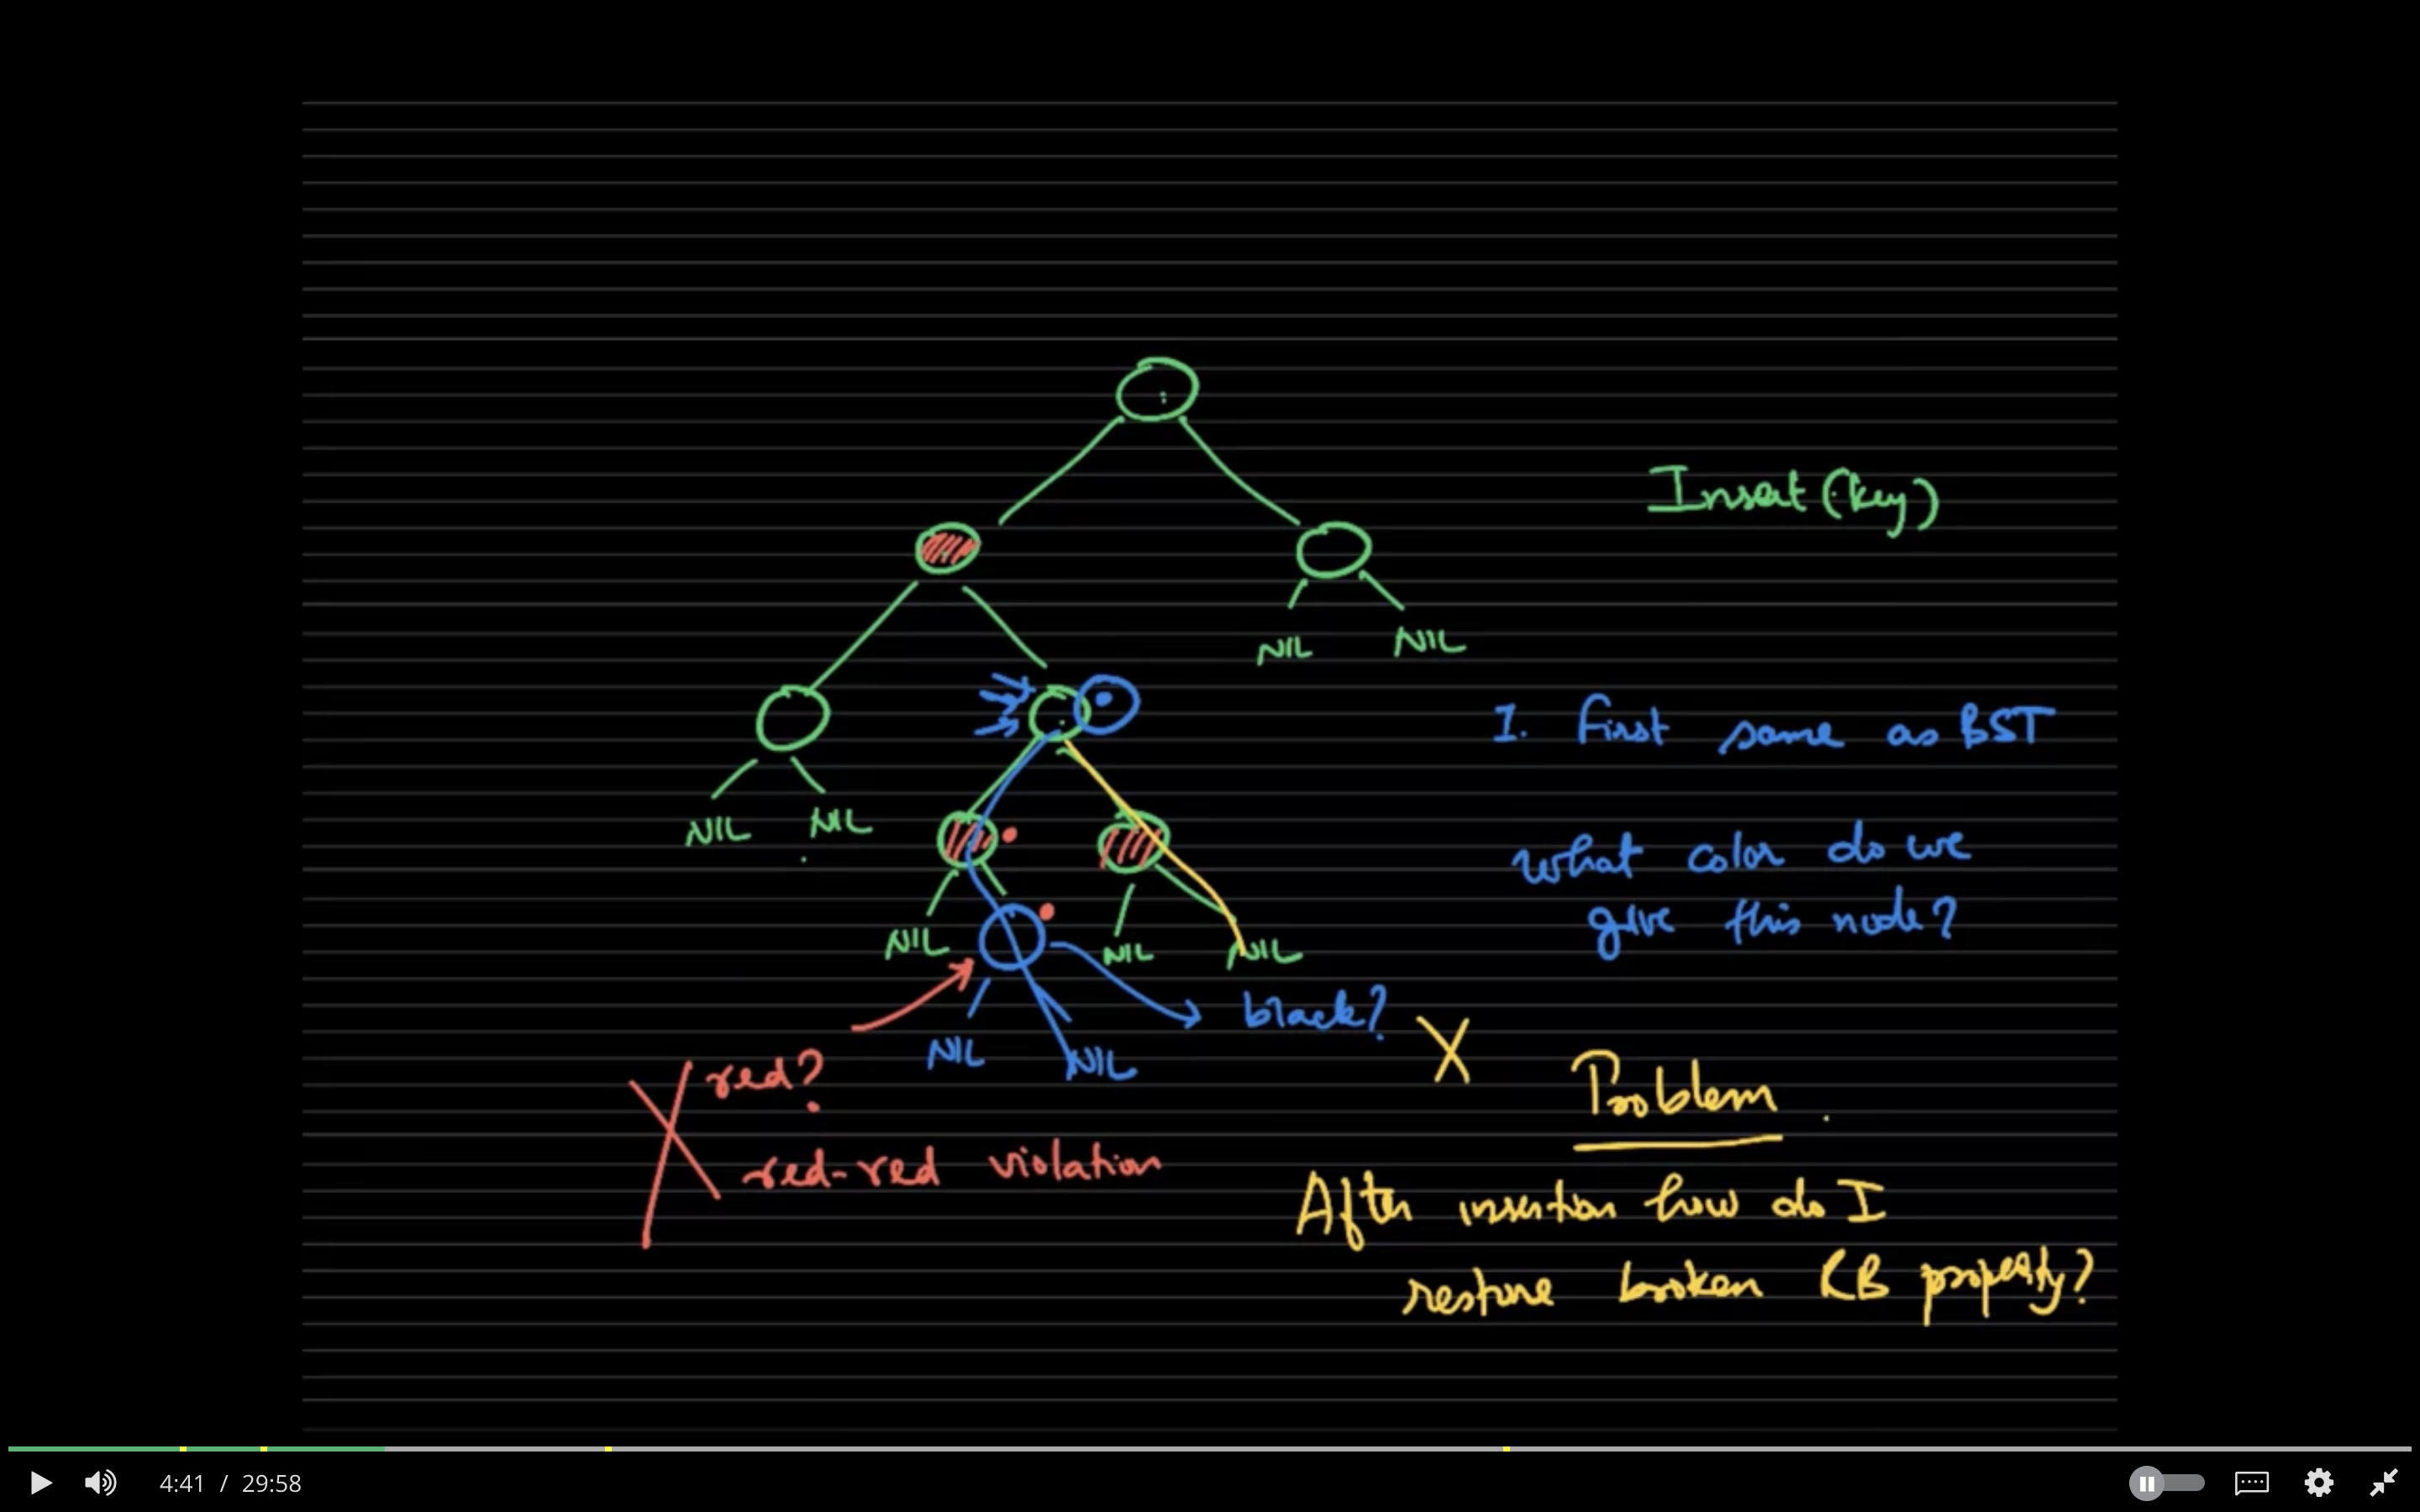 Insert (key)
NIL NIL
1. First same as BST
NIL NIL
what color do we
give this node?
NIL NIL NIL
black?
NIL NIL
X
red?
X
Problem.
red-red violation
After insertion how do I
restore broken RB property?
4:41 / 29:58